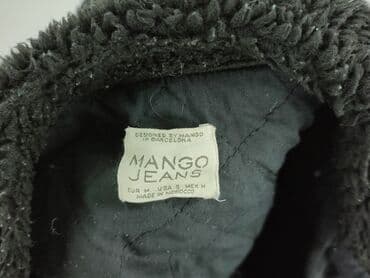 DESIGNED BY MANGO
IN BARCELONA
MANGO
JEANS
EUR M USA S MEX M
MADE IN MOROCCO